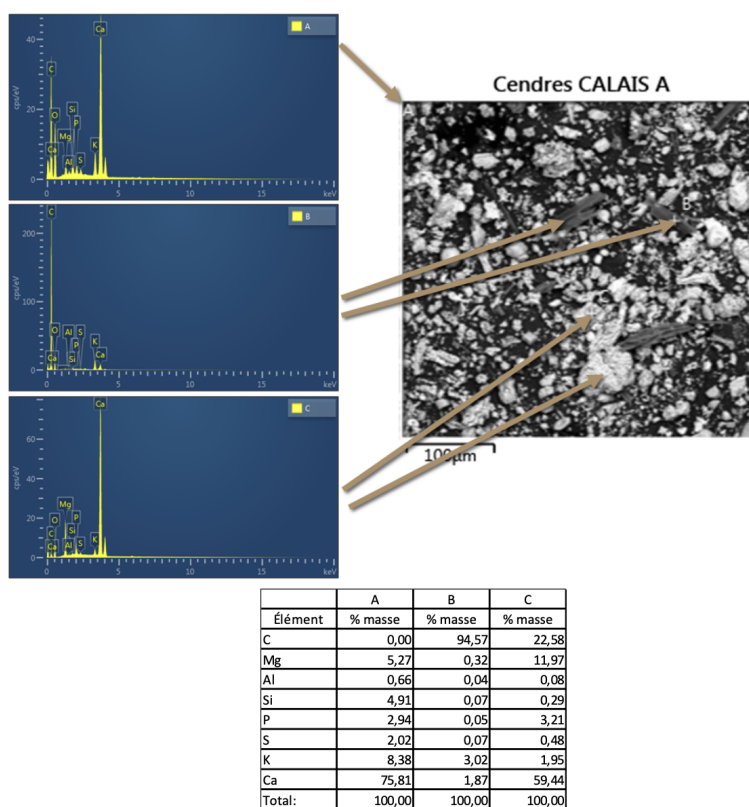 A
40
20
0
cps/eV
Ca
C
O
Si
P
Mg
Ca
Al
S
K
0 5 10 15 keV
B
200
100
0
cps/eV
C
O
Al S
P
K
Ca
Si
Ca
0 5 10 15 keV
C
60
40
20
0
cps/eV
Ca
Mg
O
P
C
Si
Ca
Al
S
K
0 5 10 15 keV
Cendres CALAIS A
A
B
C
100µm
A B C
Élément % masse % masse % masse
C 0,00 94,57 22,58
Mg 5,27 0,32 11,97
Al 0,66 0,04 0,08
Si 4,91 0,07 0,29
P 2,94 0,05 3,21
S 2,02 0,07 0,48
K 8,38 3,02 1,95
Ca 75,81 1,87 59,44
Total: 100,00 100,00 100,00